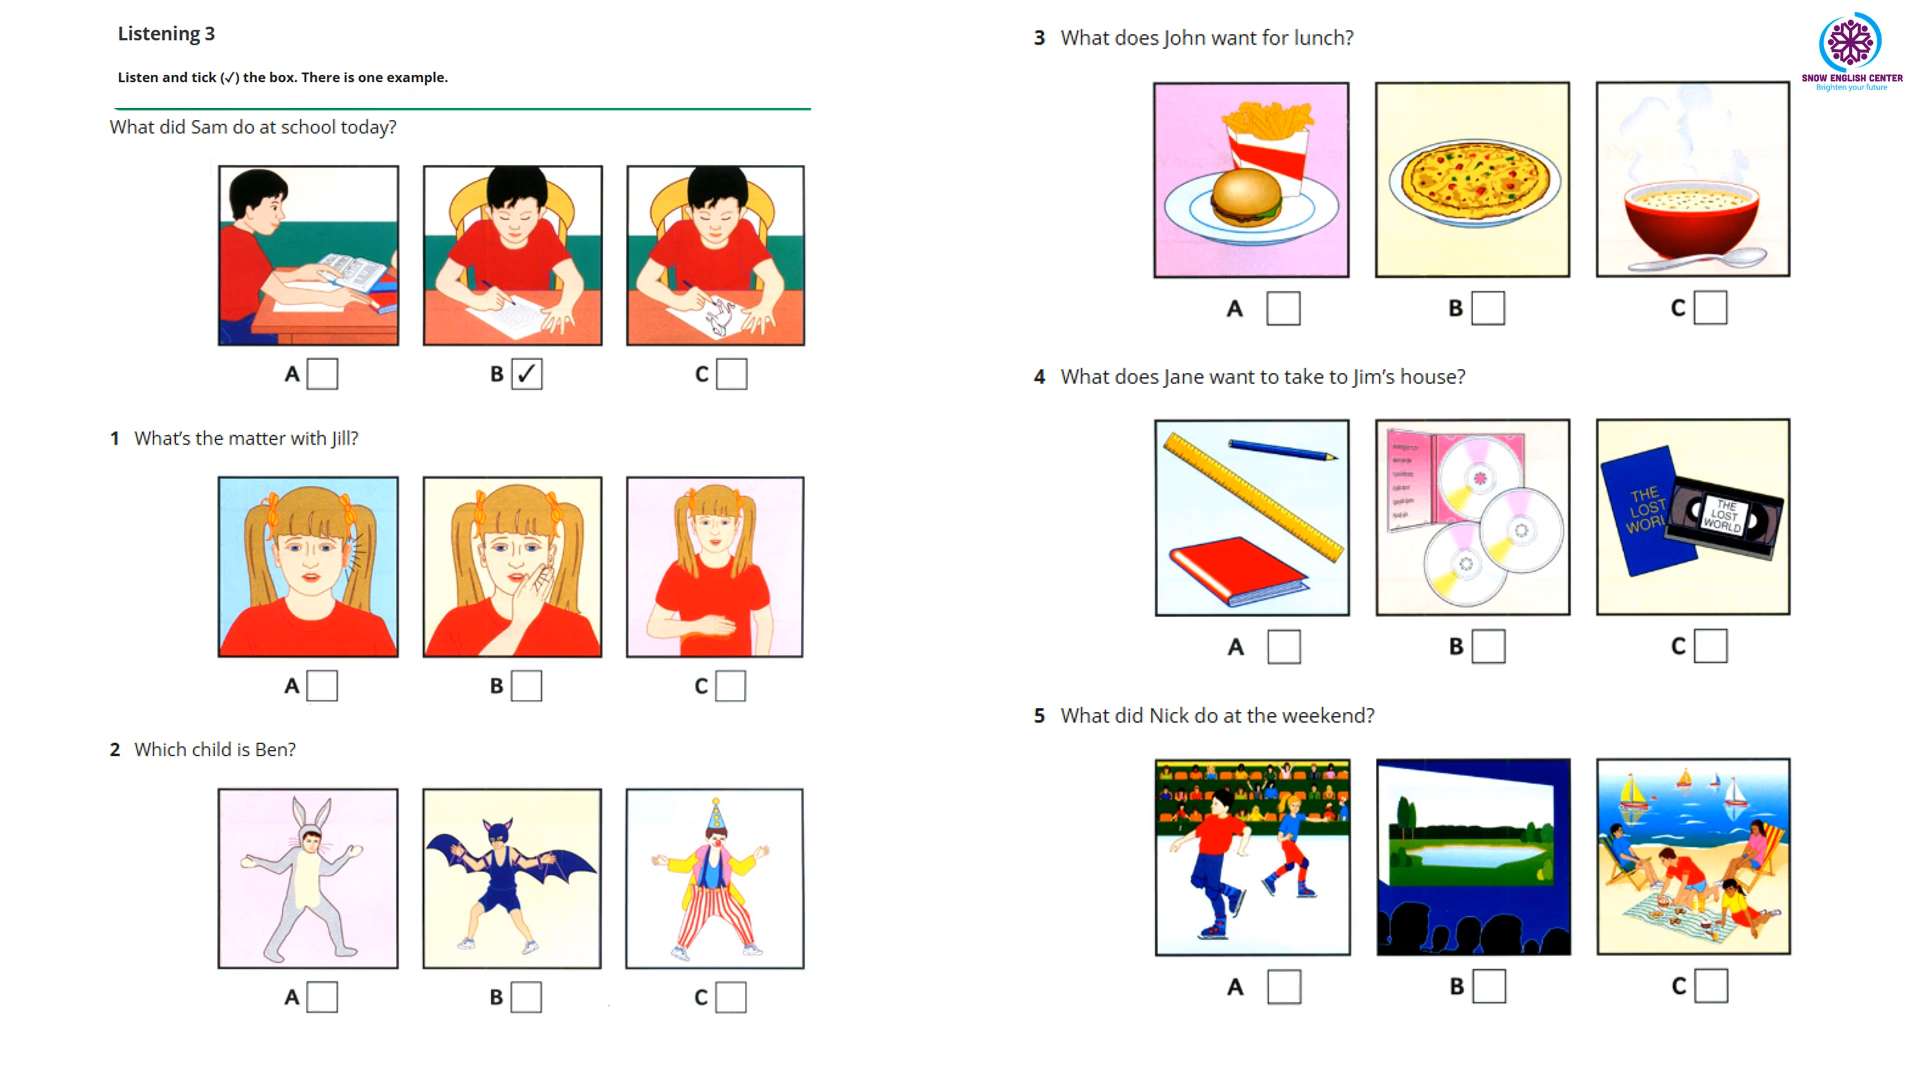 Listening 3
Listen and tick (✓) the box. There is one example.
What did Sam do at school today?
A
B ✓
C
1 What's the matter with Jill?
A
B
C
2 Which child is Ben?
A
B
C
3 What does John want for lunch?
A
B
C
4 What does Jane want to take to Jim's house?
THE
LOST
WORL
THE
LOST
WORLD
A
B
C
5 What did Nick do at the weekend?
A
B
C
SNOW ENGLISH CENTER
Brighten your future